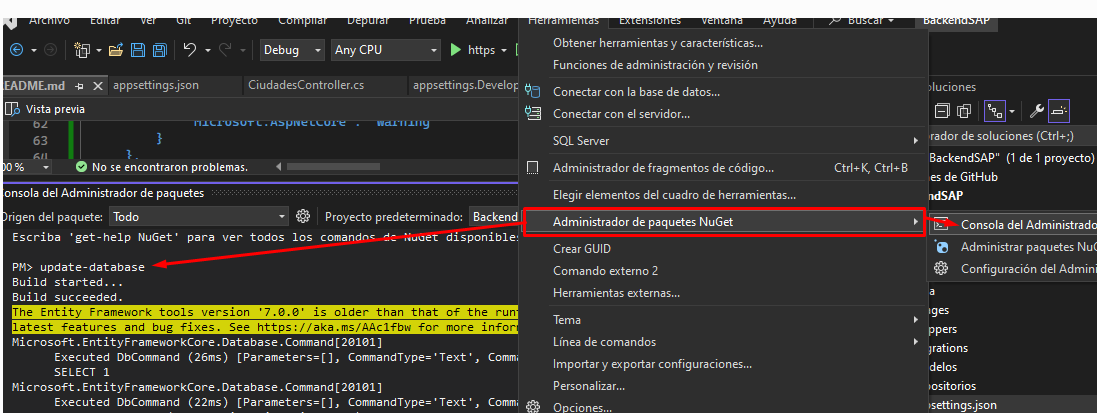 Archivo Editar Ver Git Proyecto Compilar Depurar Prueba Analizar Herramientas Extensiones Ventana Ayuda Buscar BackendSAP
Debug Any CPU https
README.md appsettings.json CiudadesController.cs appsettings.Develop
Vista previa
62 "Microsoft.AspNetCore": "Warning"
63 }
64 },
00 % No se encontraron problemas.
Consola del Administrador de paquetes
Origen del paquete: Todo Proyecto predeterminado: Backend
Escriba 'get-help NuGet' para ver todos los comandos de NuGet disponibles
PM> update-database
Build started...
Build succeeded.
The Entity Framework tools version '7.0.0' is older than that of the runt
latest features and bug fixes. See https://aka.ms/AAc1fbw for more inform
Microsoft.EntityFrameworkCore.Database.Command[20101]
Executed DbCommand (26ms) [Parameters=[], CommandType='Text', Comma
SELECT 1
Microsoft.EntityFrameworkCore.Database.Command[20101]
Executed DbCommand (22ms) [Parameters=[], CommandType='Text', Comma
Obtener herramientas y características...
Funciones de administración y revisión
Conectar con la base de datos...
Conectar con el servidor...
SQL Server
Administrador de fragmentos de código... Ctrl+K, Ctrl+B
Elegir elementos del cuadro de herramientas...
Administrador de paquetes NuGet
Crear GUID
Comando externo 2
Herramientas externas...
Tema
Línea de comandos
Importar y exportar configuraciones...
Personalizar...
Opciones...
Consola del Administrado
Administrar paquetes NuG
Configuración del Admini
oluciones
rador de soluciones (Ctrl+;)
"BackendSAP" (1 de 1 proyecto)
es de GitHub
ndSAP
a
ges
ppers
grations
delos
positorios
psettings.json